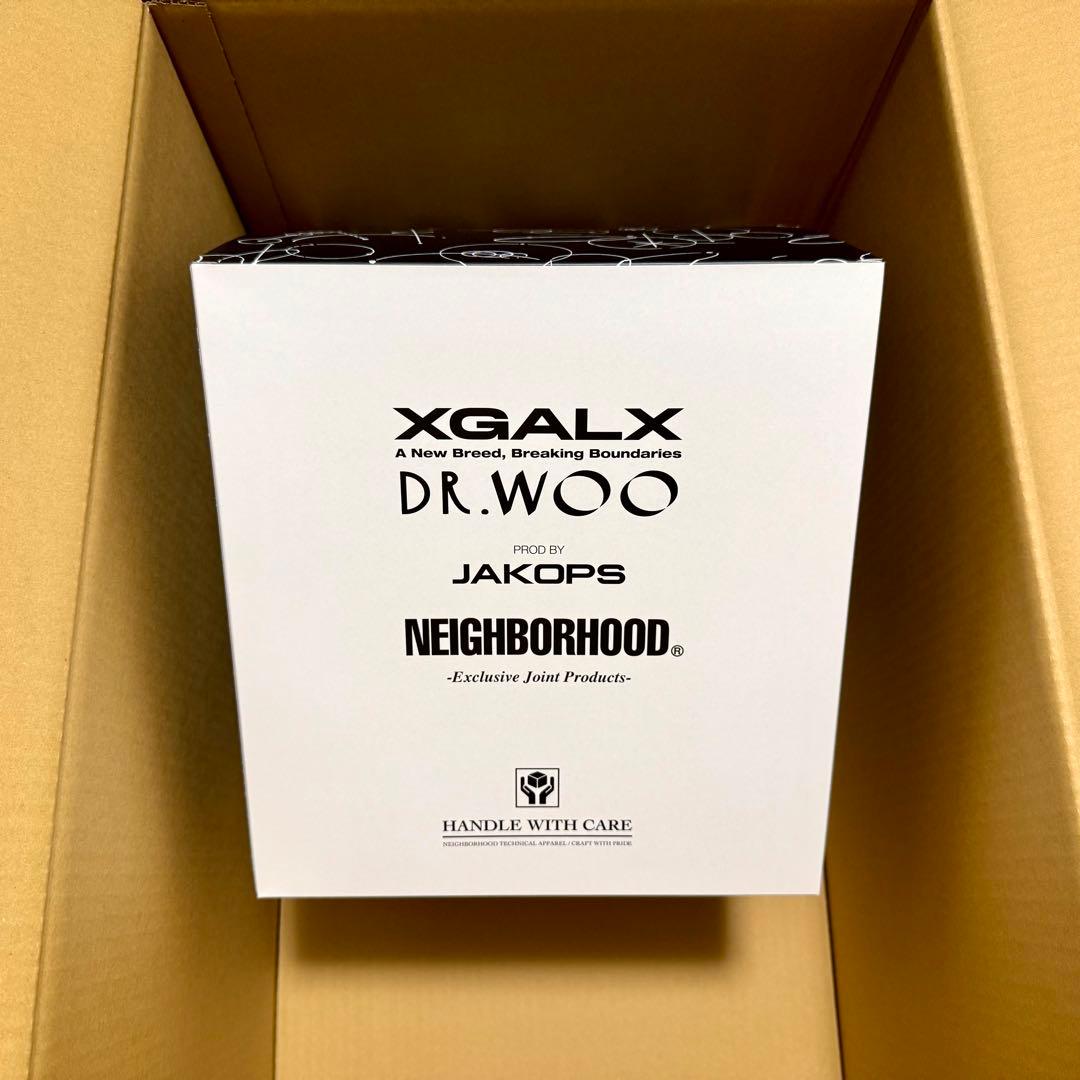 XGALX
A New Breed, Breaking Boundaries
DR.WOO
PROD BY
JAKOPS
NEIGHBORHOOD®
-Exclusive Joint Products-
HANDLE WITH CARE
NEIGHBORHOOD TECHNICAL APPAREL / CRAFT WITH PRIDE